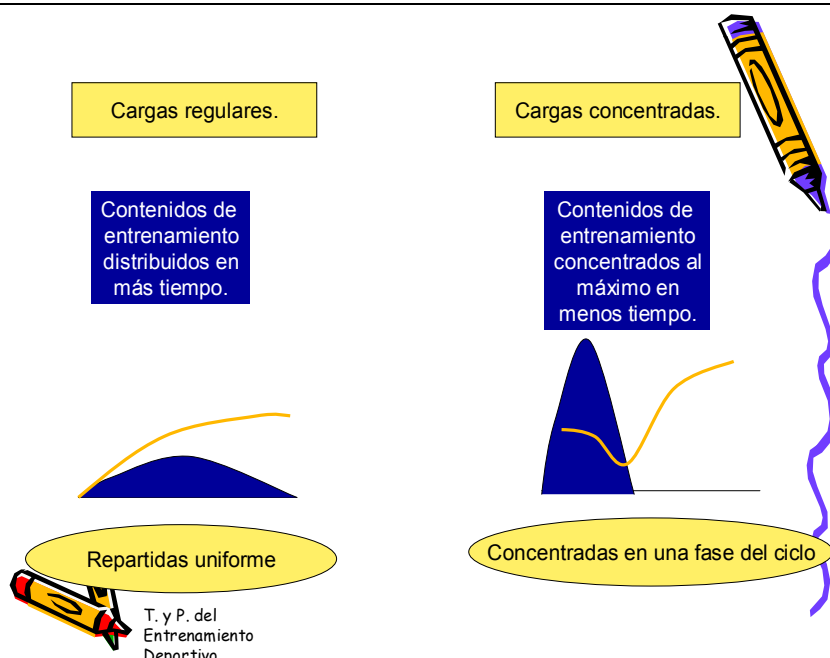 Cargas regulares.
Cargas concentradas.
Contenidos de
entrenamiento
distribuidos en
más tiempo.
Contenidos de
entrenamiento
concentrados al
máximo en
menos tiempo.
Repartidas uniforme
Concentradas en una fase del ciclo
T. y P. del
Entrenamiento
Deportivo